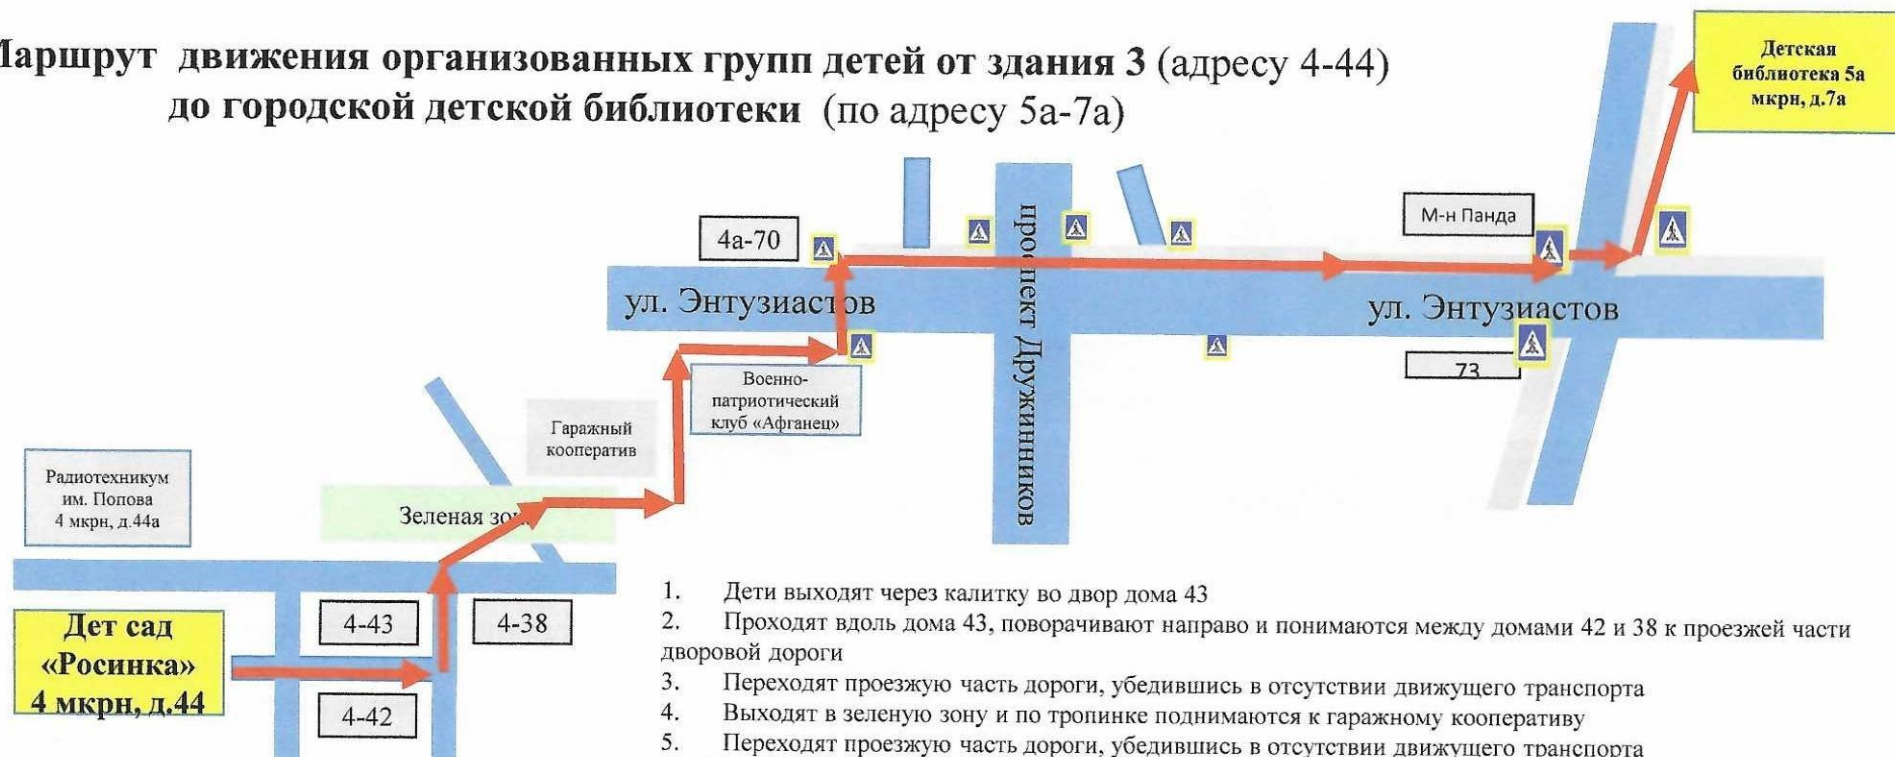 Маршрут движения организованных групп детей от здания 3 (адресу 4-44)
до городской детской библиотеки (по адресу 5а-7а)
Детская
библиотека 5а
мкрн, д.7а
М-н Панда
4а-70
проспект Дружинников
ул. Энтузиастов
ул. Энтузиастов
73
Военно-
патриотический
клуб «Афганец»
Гаражный
кооператив
Радиотехникум
им. Попова
4 мкрн, д.44а
Зеленая зона
4-43
4-38
Дет сад
«Росинка»
4 мкрн, д.44
4-42
1. Дети выходят через калитку во двор дома 43
2. Проходят вдоль дома 43, поворачивают направо и понимаются между домами 42 и 38 к проезжей части
дворовой дороги
3. Переходят проезжую часть дороги, убедившись в отсутствии движущего транспорта
4. Выходят в зеленую зону и по тропинке поднимаются к гаражному кооперативу
5. Переходят проезжую часть дороги, убедившись в отсутствии движущего транспорта